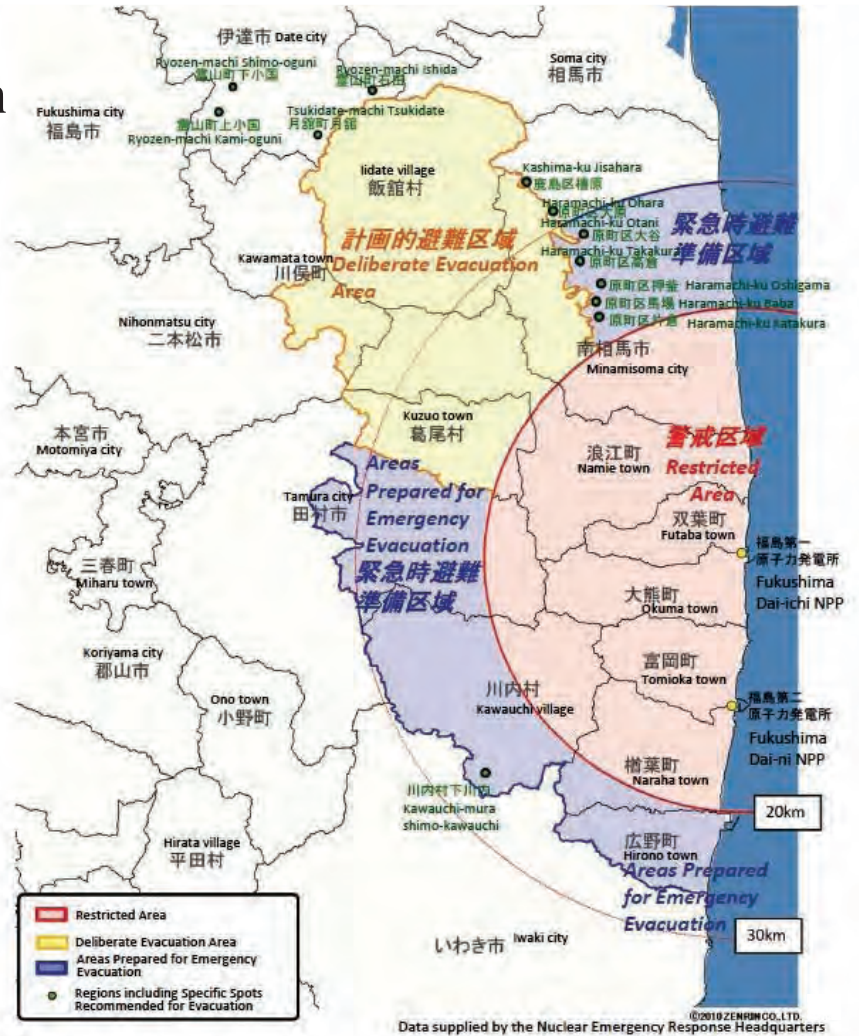 伊達市 Date city
Ryozen-machi Shimo-oguni
霊山町下小国
Ryozen-machi Ishida
霊山町石田
Soma city
相馬市
Fukushima city
福島市
霊山町上小国
Ryozen-machi Kami-oguni
Tsukidate-machi Tsukidate
月舘町月舘
Iidate village
飯舘村
Kashima-ku Jisahara
鹿島区橲原
Haramachi-ku Ohara
原町区大原
Haramachi-ku Otani
原町区大谷
Haramachi-ku Takakura
原町区高倉
原町区押釜 Haramachi-ku Oshigama
原町区馬場 Haramachi-ku Baba
原町区片倉 Haramachi-ku Katakura
緊急時避難
準備区域
計画的避難区域
Deliberate Evacuation
Area
Kawamata town
川俣町
Nihonmatsu city
二本松市
南相馬市
Minamisoma city
Kuzuo town
葛尾村
本宮市
Motomiya city
浪江町
Namie town
警戒区域
Restricted
Area
Areas
Prepared for
Emergency
Evacuation
緊急時避難
準備区域
Tamura city
田村市
双葉町
Futaba town
福島第一
原子力発電所
Fukushima
Dai-ichi NPP
三春町
Miharu town
大熊町
Okuma town
Koriyama city
郡山市
富岡町
Tomioka town
Ono town
小野町
川内村
Kawauchi village
福島第二
原子力発電所
Fukushima
Dai-ni NPP
楢葉町
Naraha town
川内村下川内
Kawauchi-mura
shimo-kawauchi
20km
Hirata village
平田村
広野町
Hirono town
Areas Prepared
for Emergency
Evacuation
30km
いわき市 Iwaki city
Restricted Area
Deliberate Evacuation Area
Areas Prepared for Emergency
Evacuation
Regions including Specific Spots
Recommended for Evacuation
©2010 ZENRIN CO., LTD.
Data supplied by the Nuclear Emergency Response Headquarters